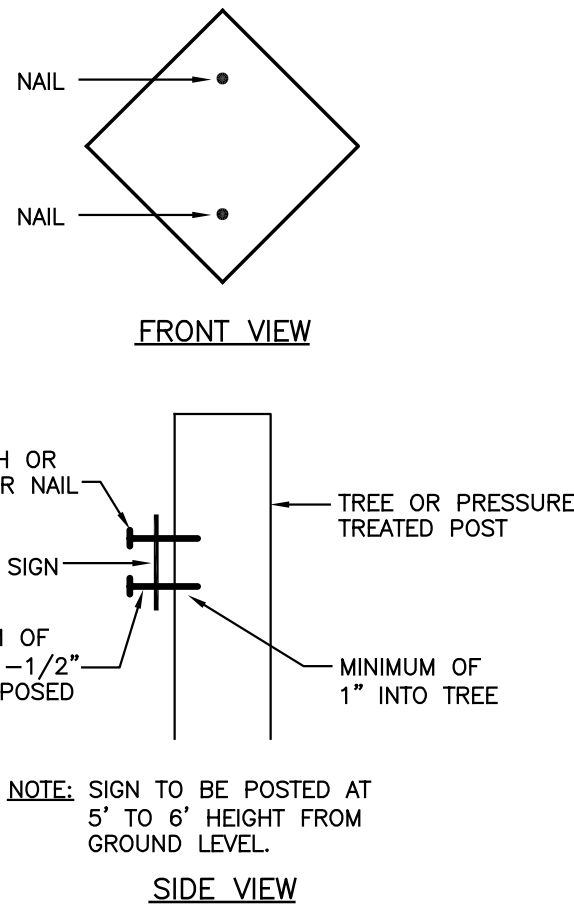 NAIL
NAIL
FRONT VIEW
OR
NAIL
TREE OR PRESSURE
TREATED POST
SIGN
OF
-1/2"
MINIMUM OF
1" INTO TREE
NOTE: SIGN TO BE POSTED AT
5' TO 6' HEIGHT FROM
GROUND LEVEL.
SIDE VIEW